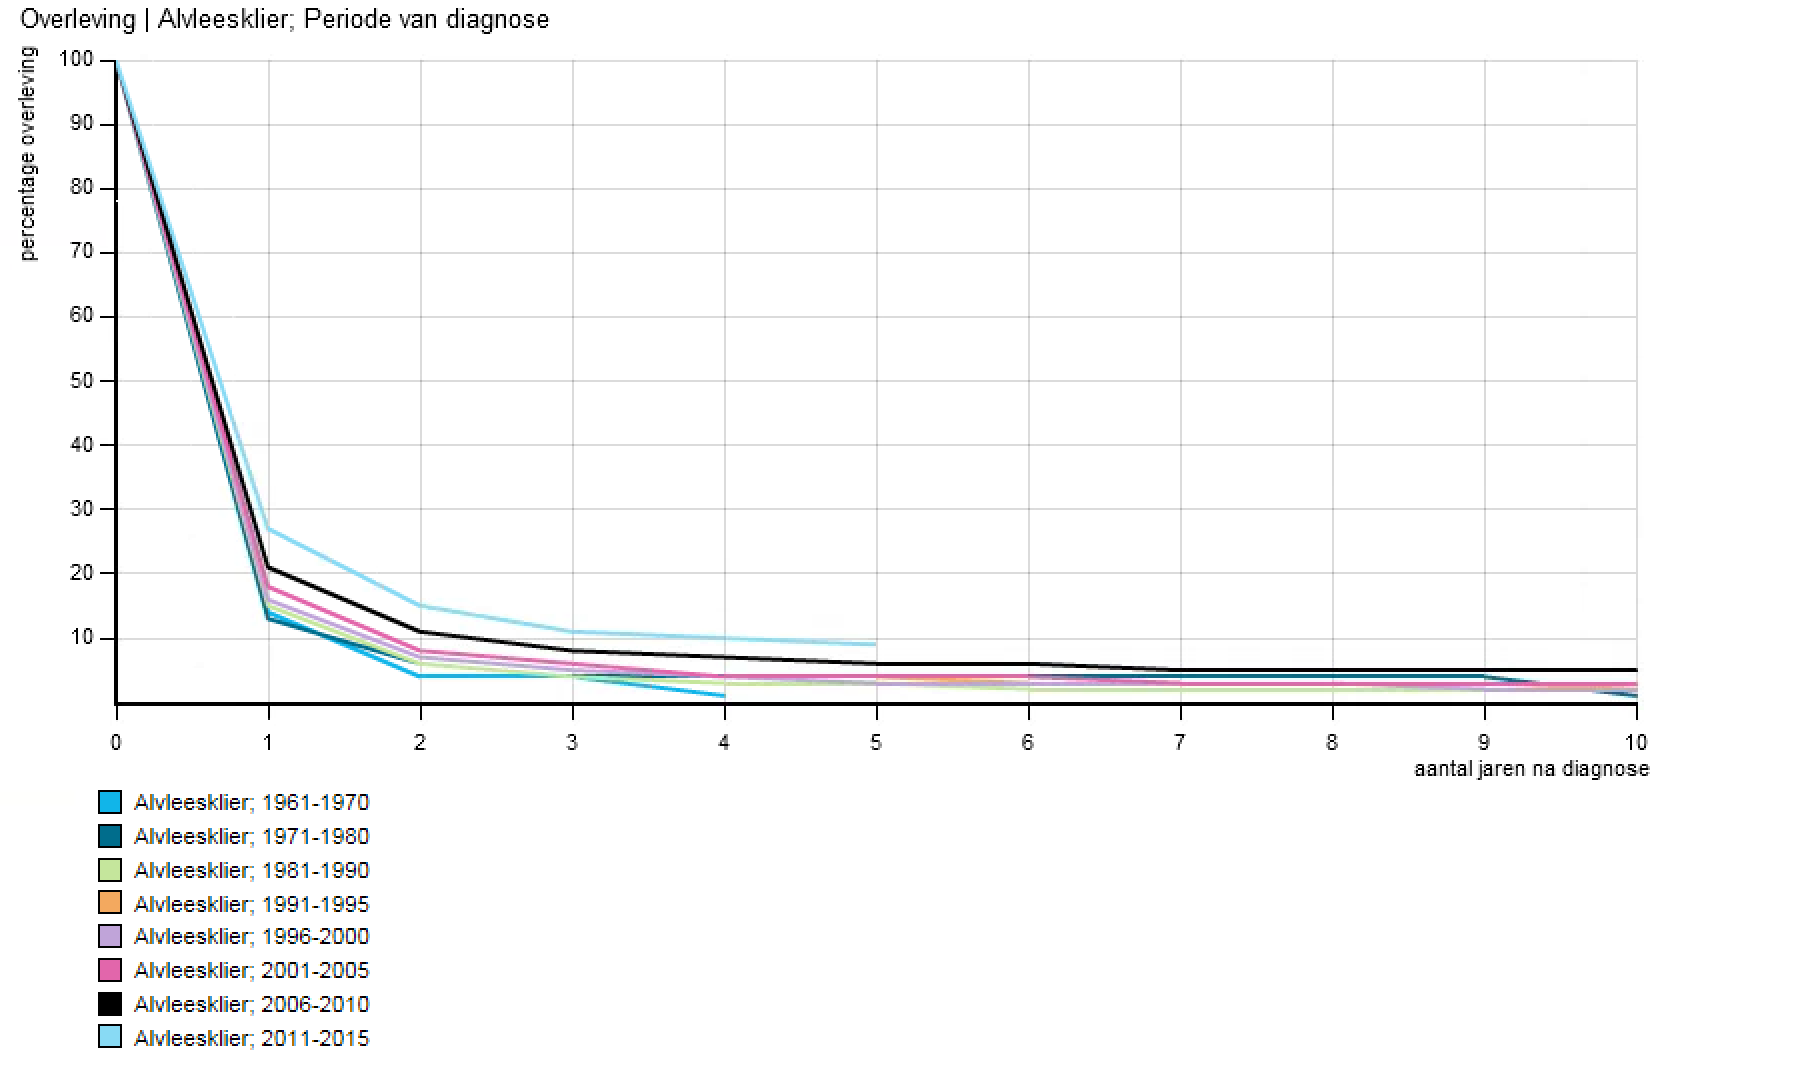 Overleving | Alvleesklier; Periode van diagnose
percentage overleving
100
90
80
70
60
50
40
30
20
10
0 1 2 3 4 5 6 7 8 9 10
aantal jaren na diagnose
Alvleesklier; 1961-1970
Alvleesklier; 1971-1980
Alvleesklier; 1981-1990
Alvleesklier; 1991-1995
Alvleesklier; 1996-2000
Alvleesklier; 2001-2005
Alvleesklier; 2006-2010
Alvleesklier; 2011-2015